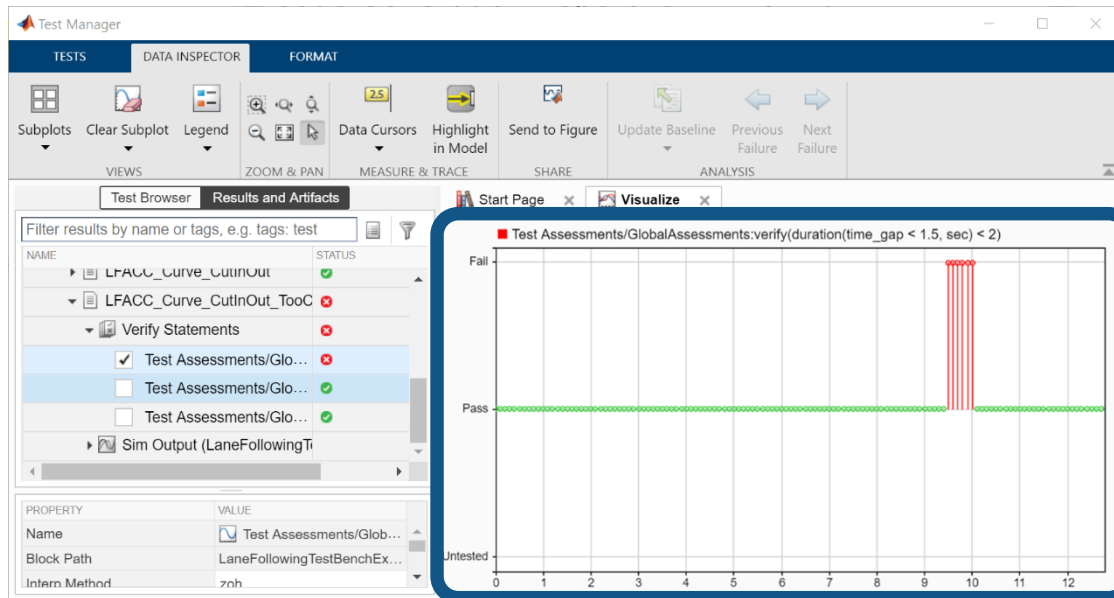 Test Manager
TESTS DATA INSPECTOR FORMAT
2.5
Subplots Clear Subplot Legend Data Cursors Highlight in Model Send to Figure Update Baseline Previous Failure Next Failure
VIEWS ZOOM & PAN MEASURE & TRACE SHARE ANALYSIS
Test Browser Results and Artifacts
Start Page Visualize
Filter results by name or tags, e.g. tags: test
NAME STATUS
LFACC_Curve_CutInOut
LFACC_Curve_CutInOut_TooC
Verify Statements
Test Assessments/Glo...
Test Assessments/Glo...
Test Assessments/Glo...
Sim Output (LaneFollowingT
PROPERTY VALUE
Name Test Assessments/Glob...
Block Path LaneFollowingTestBenchEx...
Interp Method zoh
Test Assessments/GlobalAssessments:verify(duration(time_gap < 1.5, sec) < 2)
Fail
Pass
Untested
0 1 2 3 4 5 6 7 8 9 10 11 12